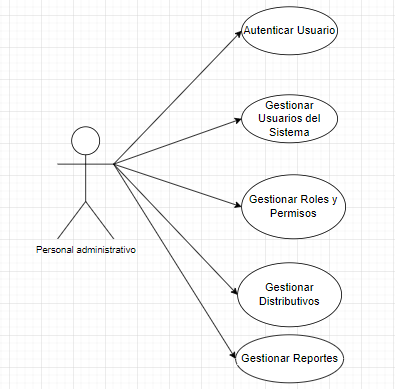 Autenticar Usuario
Gestionar
Usuarios del
Sistema
Gestionar Roles y
Permisos
Personal administrativo
Gestionar
Distributivos
Gestionar Reportes